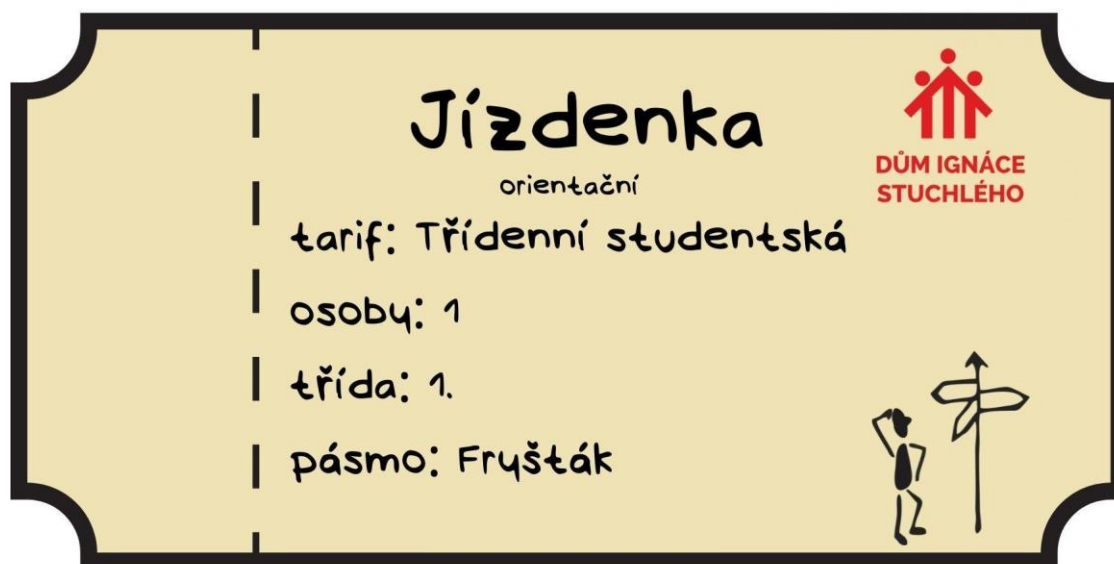 Jízdenka
orientační
DŮM IGNÁCE
STUCHLÉHO
tarif: Třídenní studentská
osoby: 1
třída: 1.
pásmo: Fryšták